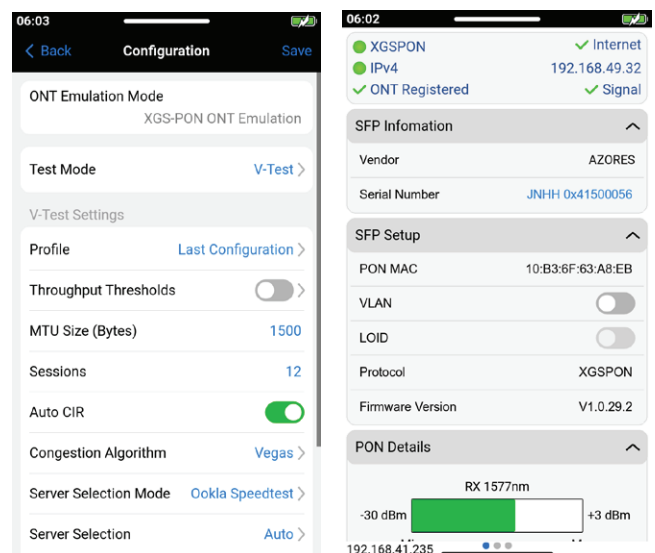 06:03
Back Configuration Save
ONT Emulation Mode
XGS-PON ONT Emulation
Test Mode V-Test
V-Test Settings
Profile Last Configuration
Throughput Thresholds
MTU Size (Bytes) 1500
Sessions 12
Auto CIR
Congestion Algorithm Vegas
Server Selection Mode Ookla Speedtest
Server Selection Auto
06:02
XGSPON Internet
IPv4 192.168.49.32
ONT Registered Signal
SFP Infomation
Vendor AZORES
Serial Number JNHH 0x41500056
SFP Setup
PON MAC 10:B3:6F:63:A8:EB
VLAN
LOID
Protocol XGSPON
Firmware Version V1.0.29.2
PON Details
RX 1577nm
-30 dBm +3 dBm
192.168.41.235